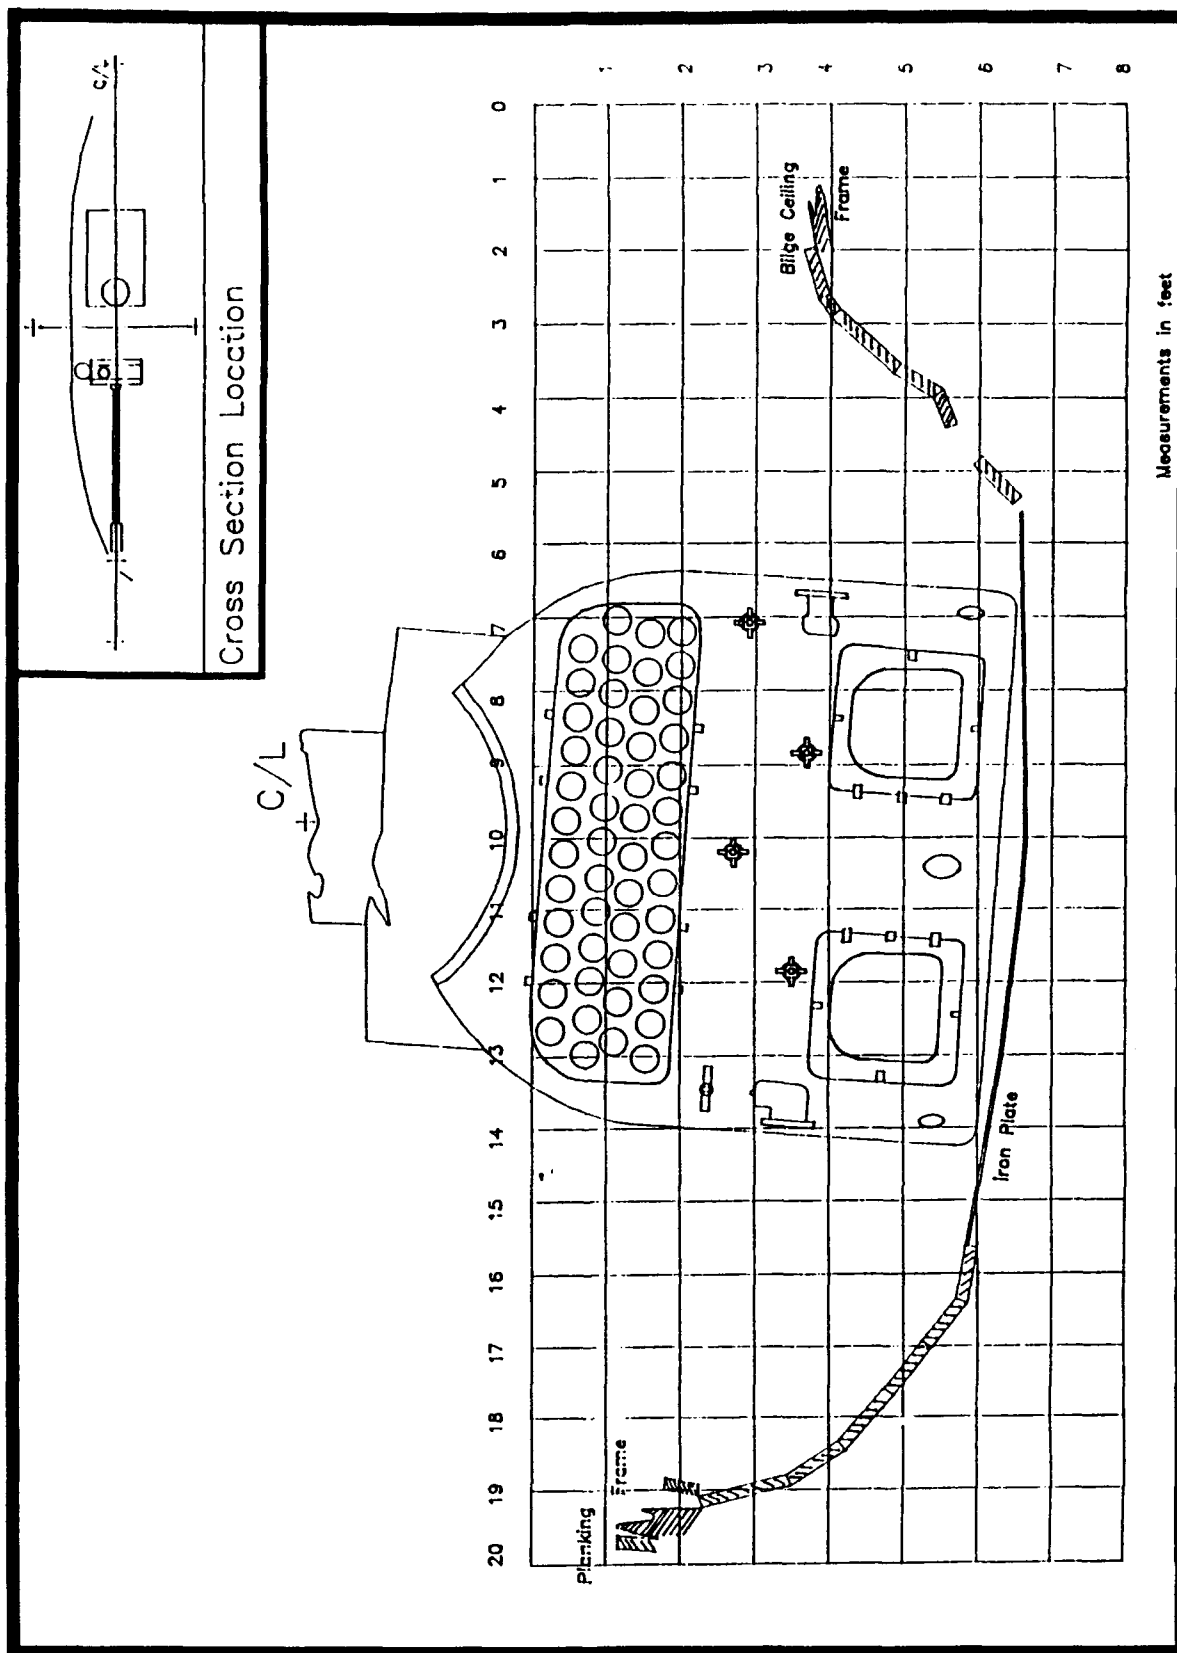 C/L
Cross Section Location
C/L
0 1 2 3 4 5 6 7 8 9 10 11 12 13 14 15 16 17 18 19 20
1 2 3 4 5 6 7 8
Bilge Ceiling
Frame
Iron Plate
Frame
Planking
Measurements in feet